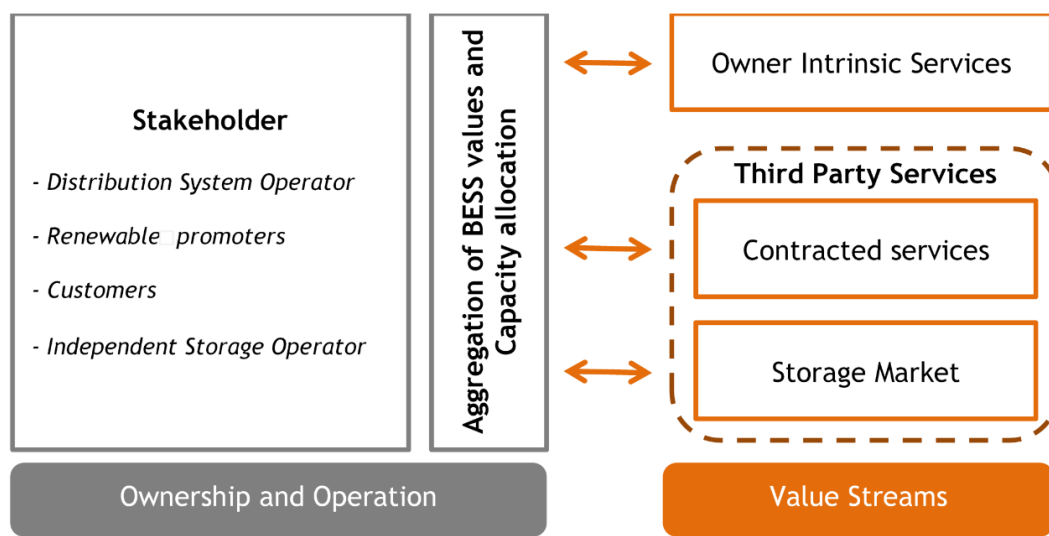 Stakeholder
- Distribution System Operator
- Renewable promoters
- Customers
- Independent Storage Operator
Aggregation of BESS values and
Capacity allocation
Owner Intrinsic Services
Third Party Services
Contracted services
Storage Market
Ownership and Operation
Value Streams